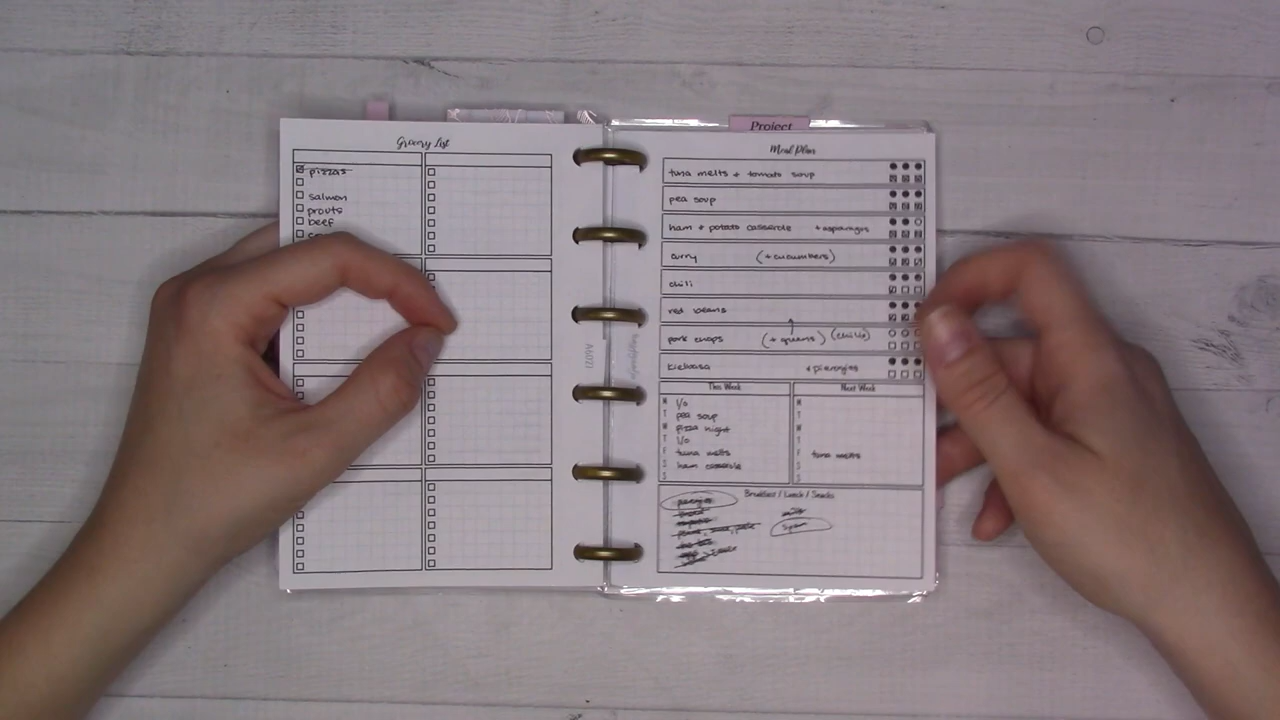 Project
Grocery List
pizzas
salmon
prouts
beef
Meal Plan
tuna melts + tomato soup
pea soup
ham + potato casserole + asparagus
curry (+ cucumbers)
chili
red beans
pork chops (+ greens) (chilis)
kielbasa + pierogies
This Week
M L/O
T pea soup
W pizza night
T L/O
F tuna melts
S ham casserole
S
Next Week
M
T
W
T
F tuna melts
S
S
Breakfast / Lunch / Snacks